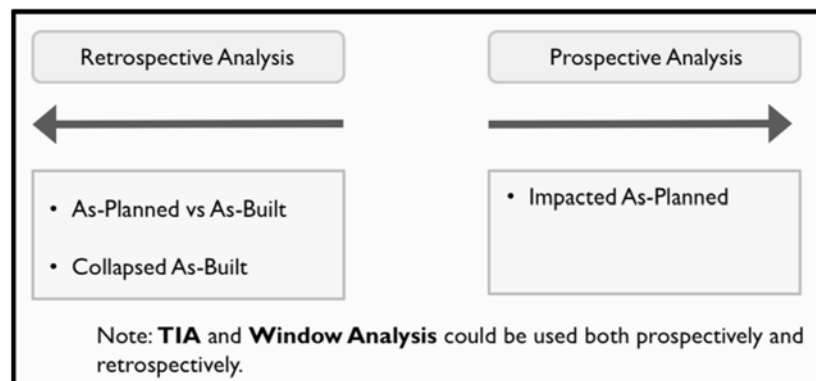 Retrospective Analysis
Prospective Analysis
• As-Planned vs As-Built
• Collapsed As-Built
• Impacted As-Planned
Note: TIA and Window Analysis could be used both prospectively and
retrospectively.